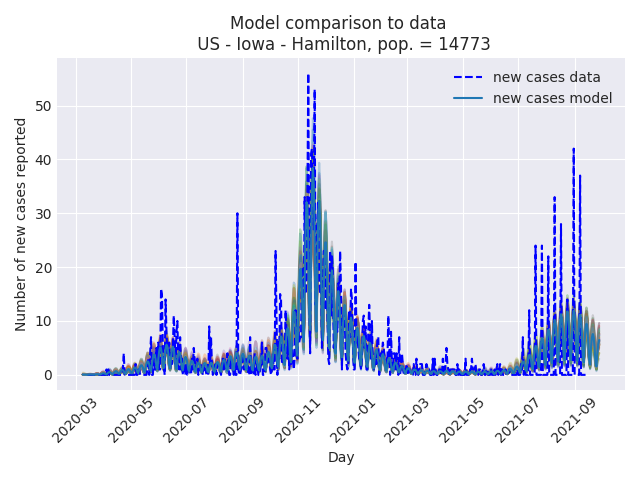 Model comparison to data
US - Iowa - Hamilton, pop. = 14773
new cases data
new cases model
Number of new cases reported
50
40
30
20
10
0
2020-03
2020-05
2020-07
2020-09
2020-11
2021-01
2021-03
2021-05
2021-07
2021-09
Day